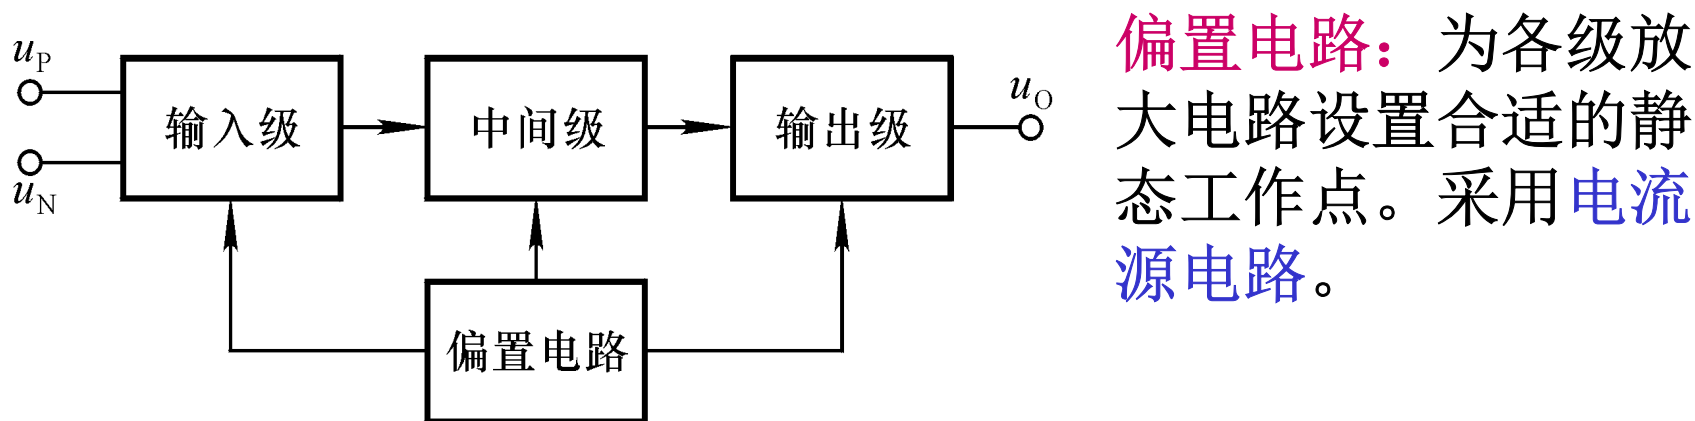 uP
uN
输入级
中间级
输出级
uO
偏置电路
偏置电路：为各级放
大电路设置合适的静
态工作点。采用电流
源电路。